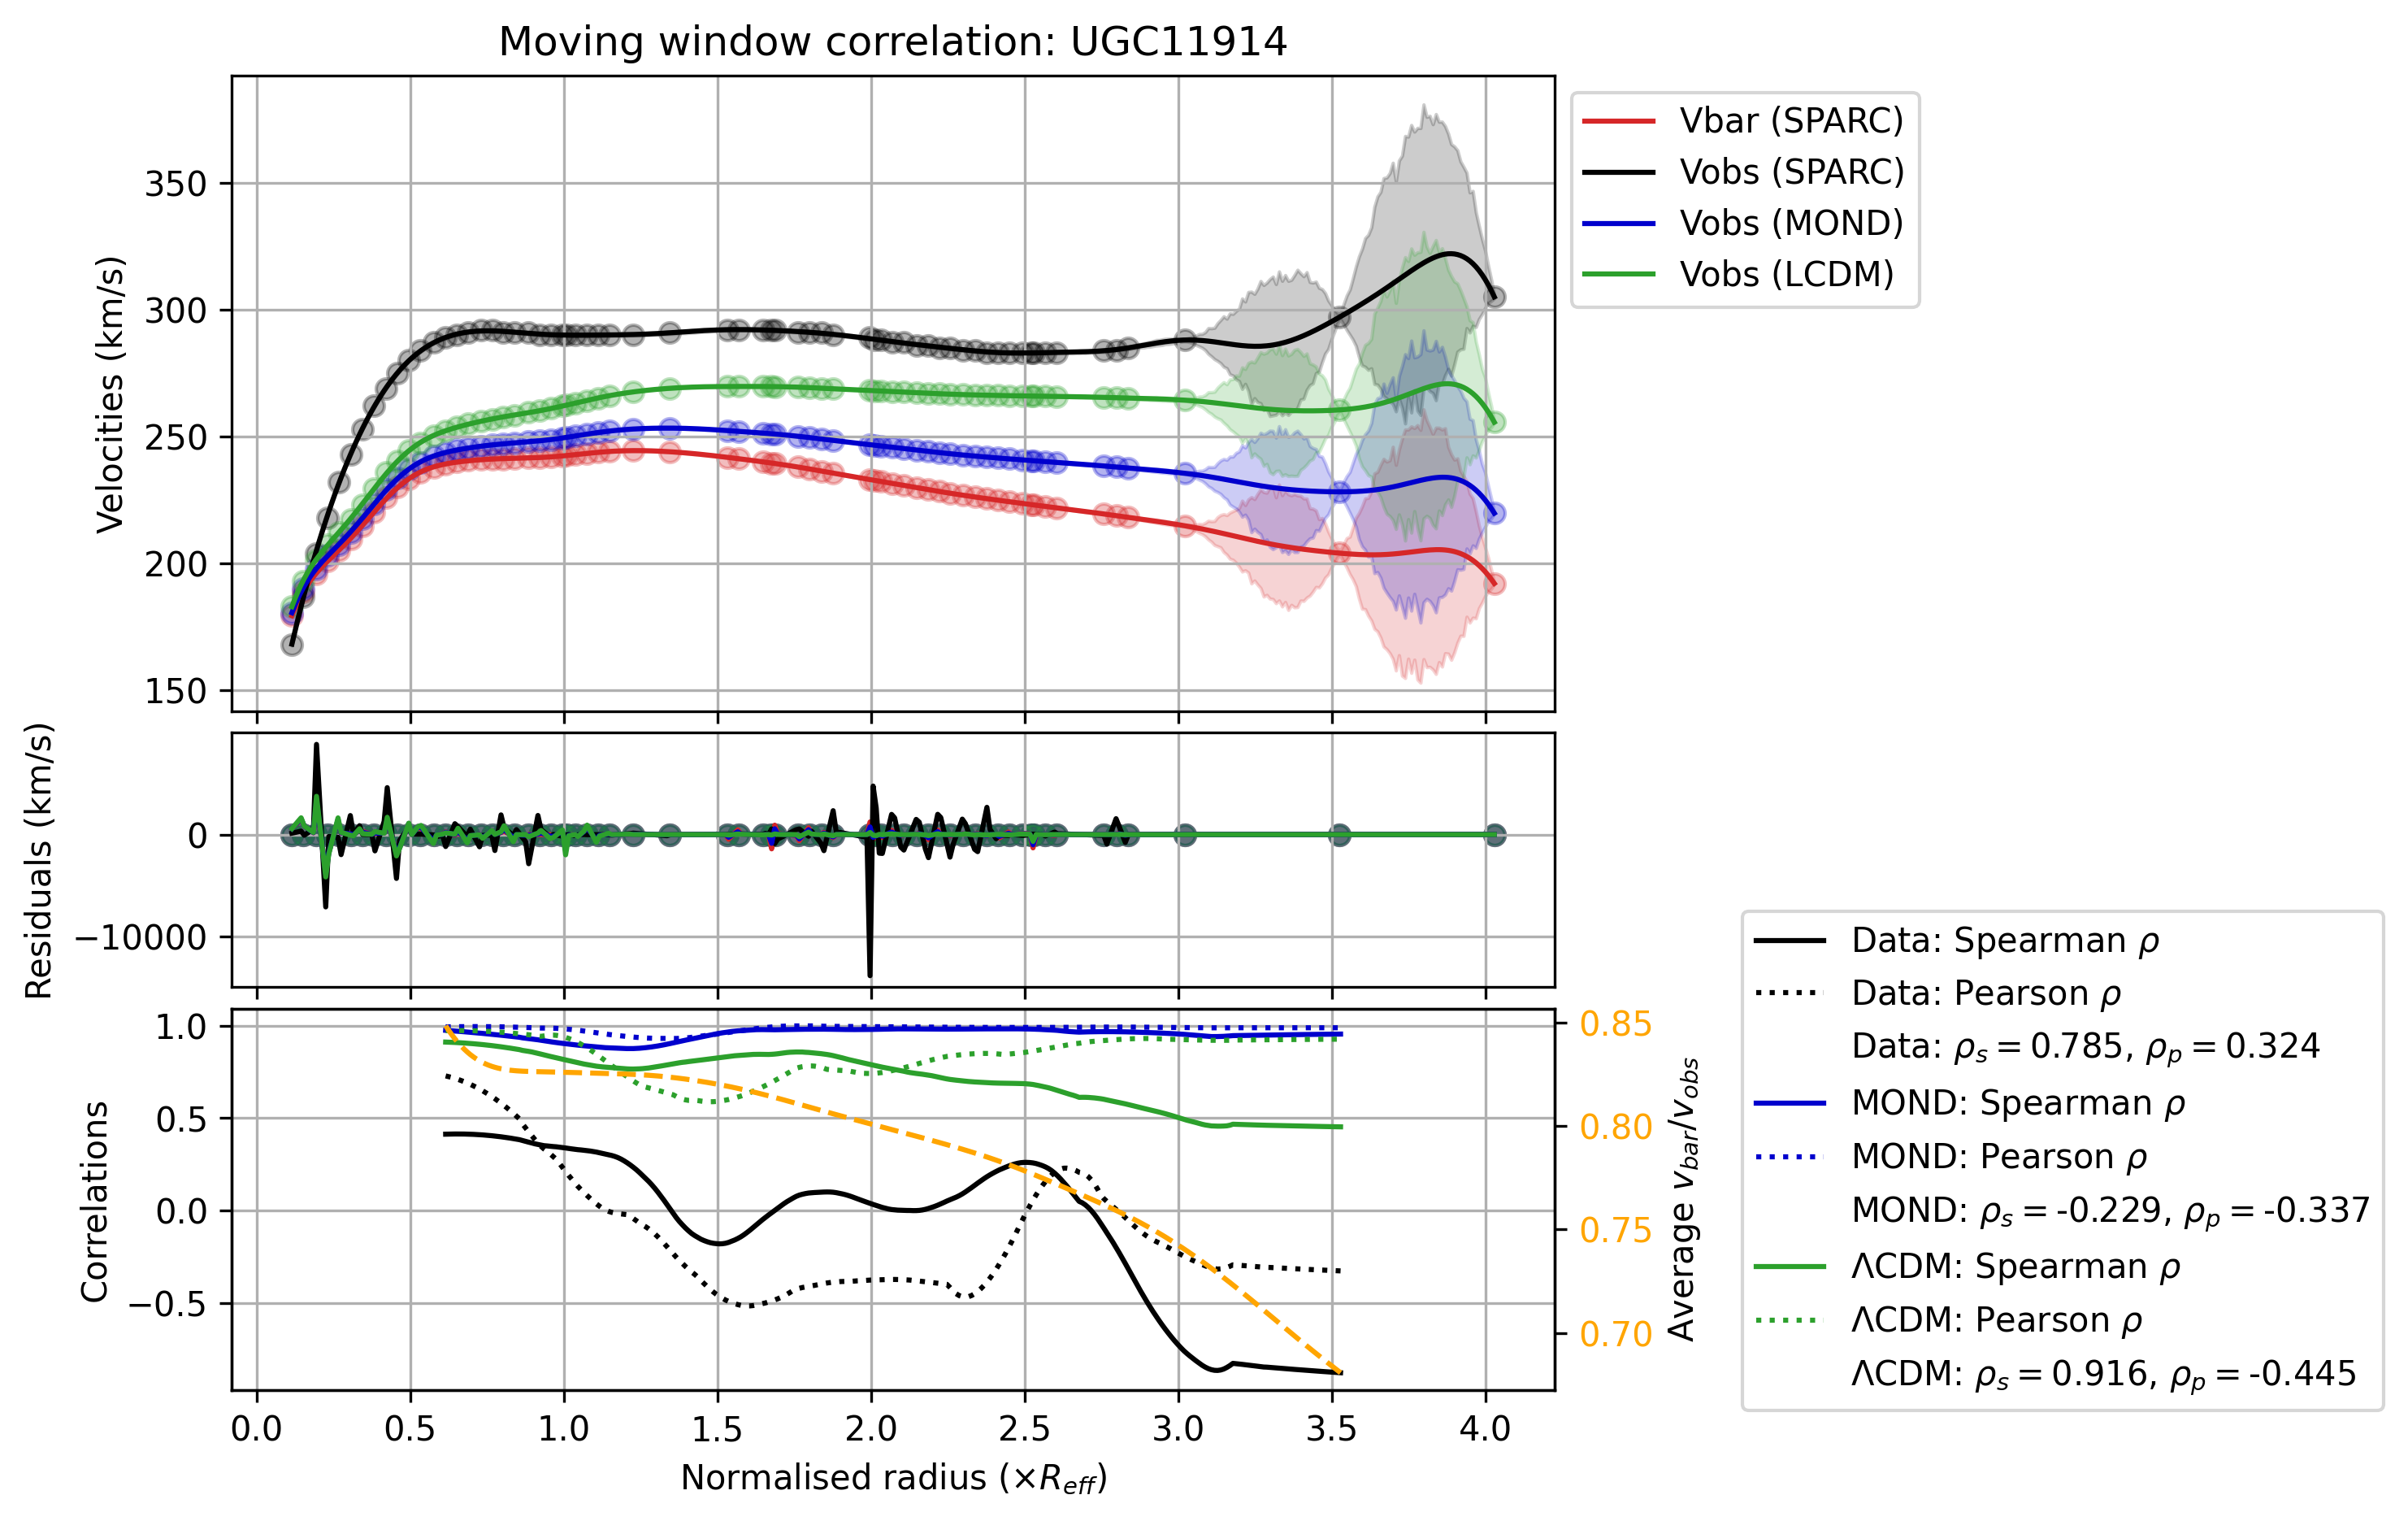 Moving window correlation: UGC11914
Velocities (km/s)
350
300
250
200
150
Vbar (SPARC)
Vobs (SPARC)
Vobs (MOND)
Vobs (LCDM)
Residuals (km/s)
0
−10000
Correlations
1.0
0.5
0.0
−0.5
0.85
0.80
0.75
0.70
Average v_bar/v_obs
0.0 0.5 1.0 1.5 2.0 2.5 3.0 3.5 4.0
Normalised radius (×R_eff)
Data: Spearman ρ
Data: Pearson ρ
Data: ρ_s = 0.785, ρ_p = 0.324
MOND: Spearman ρ
MOND: Pearson ρ
MOND: ρ_s = -0.229, ρ_p = -0.337
ΛCDM: Spearman ρ
ΛCDM: Pearson ρ
ΛCDM: ρ_s = 0.916, ρ_p = -0.445